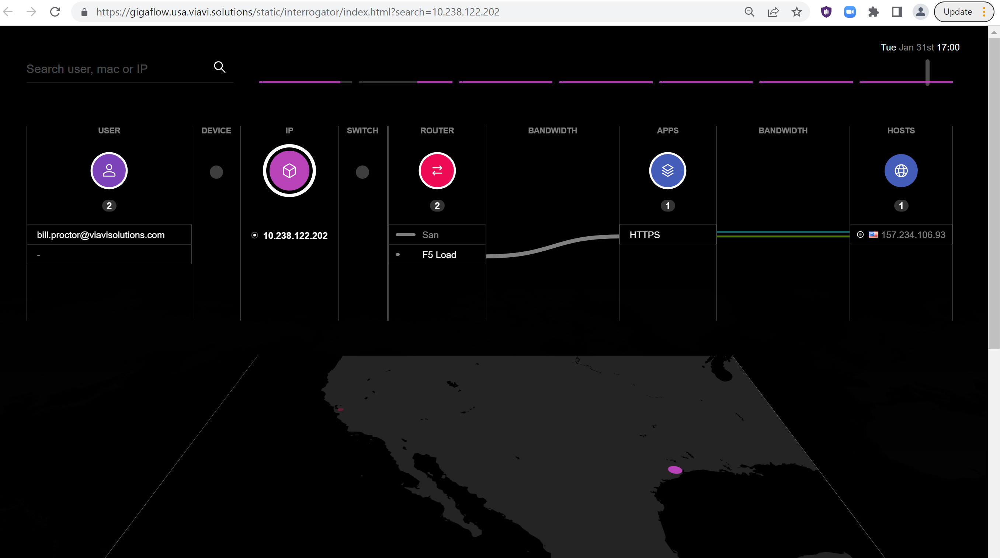 https://gigaflow.usa.viavi.solutions/static/interrogator/index.html?search=10.238.122.202
Update
Tue Jan 31st 17:00
Search user, mac or IP
USER DEVICE IP SWITCH ROUTER BANDWIDTH APPS BANDWIDTH HOSTS
2 2 1 1
bill.proctor@viavisolutions.com 10.238.122.202 San HTTPS 157.234.106.93
- F5 Load